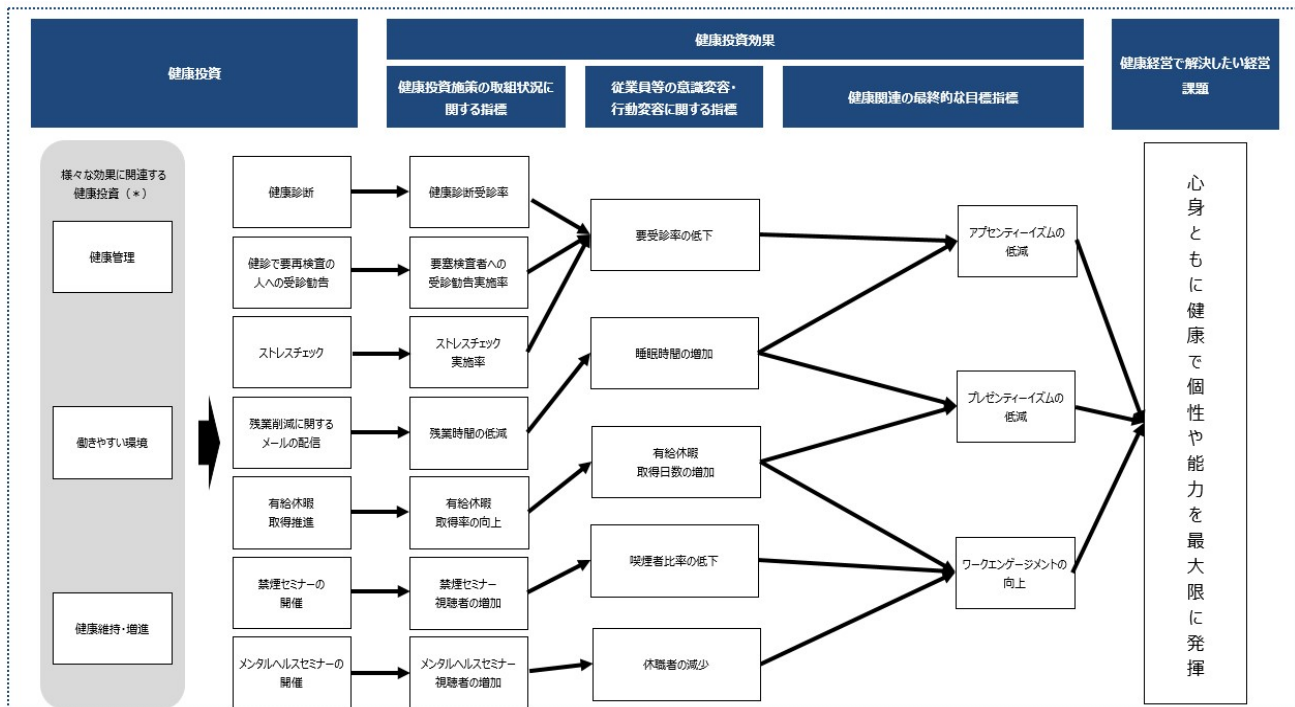 健康投資
健康投資効果
健康経営で解決したい経営
課題
健康投資施策の取組状況に
関する指標
従業員等の意識変容・
行動変容に関する指標
健康関連の最終的な目標指標
様々な効果に関連する
健康投資（＊）
健康管理
働きやすい環境
健康維持・増進
健康診断
健診で要再検査の
人への受診勧告
ストレスチェック
残業削減に関する
メールの配信
有給休暇
取得推進
禁煙セミナーの
開催
メンタルヘルスセミナーの
開催
健康診断受診率
要塞検査者への
受診勧告実施率
ストレスチェック
実施率
残業時間の低減
有給休暇
取得率の向上
禁煙セミナー
視聴者の増加
メンタルヘルスセミナー
視聴者の増加
要受診率の低下
睡眠時間の増加
有給休暇
取得日数の増加
喫煙者比率の低下
休職者の減少
アブセンティーイズムの
低減
プレゼンティーイズムの
低減
ワークエンゲージメントの
向上
心身ともに健康で個性や能力を最大限に発揮